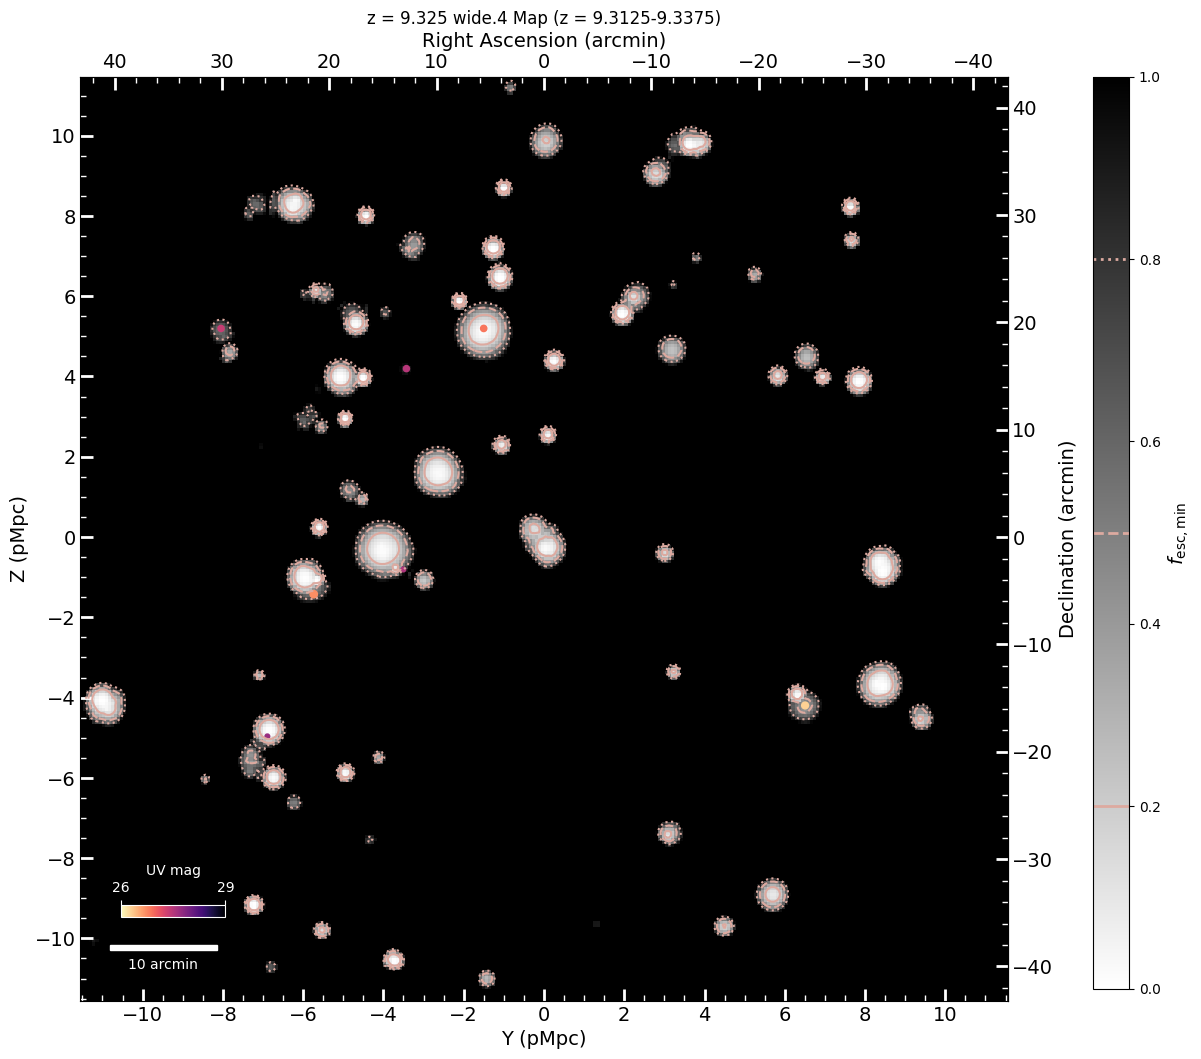 z = 9.325 wide.4 Map (z = 9.3125-9.3375)
Right Ascension (arcmin)
40 30 20 10 0 −10 −20 −30 −40
Z (pMpc)
10
8
6
4
2
0
−2
−4
−6
−8
−10
UV mag
26 29
10 arcmin
−10 −8 −6 −4 −2 0 2 4 6 8 10
Y (pMpc)
40
30
20
10
0
−10
−20
−30
−40
Declination (arcmin)
1.0
0.8
0.6
0.4
0.2
0.0
fesc,min